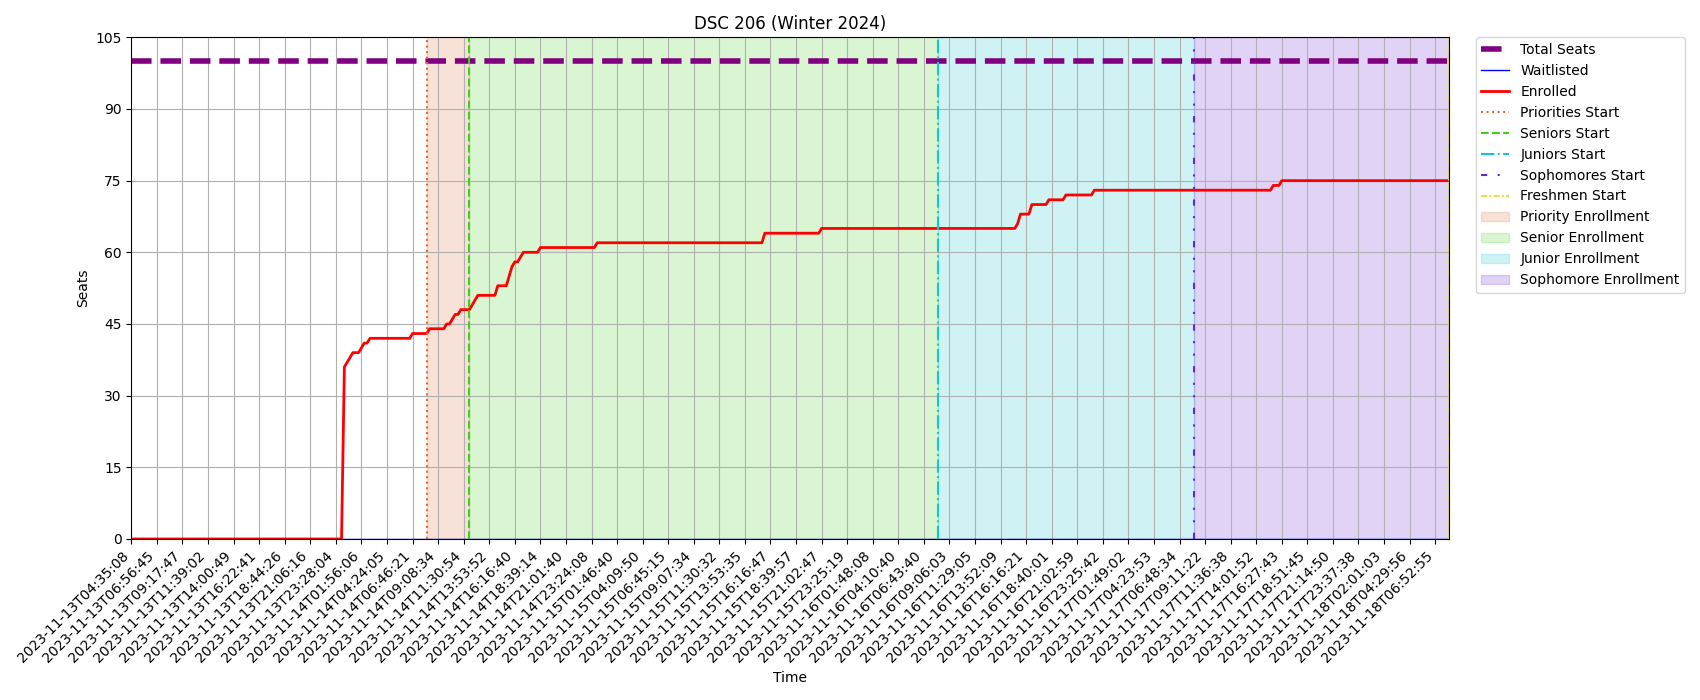 DSC 206 (Winter 2024)
105
90
75
60
45
30
15
0
Seats
2023-11-13T04:35:08
2023-11-13T06:56:45
2023-11-13T09:17:47
2023-11-13T11:39:02
2023-11-13T14:00:49
2023-11-13T16:22:41
2023-11-13T18:44:26
2023-11-13T21:06:16
2023-11-13T23:28:04
2023-11-14T01:56:06
2023-11-14T04:24:05
2023-11-14T06:46:21
2023-11-14T09:08:34
2023-11-14T11:30:54
2023-11-14T13:53:52
2023-11-14T16:16:40
2023-11-14T18:39:14
2023-11-14T21:01:40
2023-11-14T23:24:08
2023-11-15T01:46:40
2023-11-15T04:09:50
2023-11-15T06:45:15
2023-11-15T09:07:34
2023-11-15T11:30:32
2023-11-15T13:53:35
2023-11-15T16:16:47
2023-11-15T18:39:57
2023-11-15T21:02:47
2023-11-15T23:25:19
2023-11-16T01:48:08
2023-11-16T04:10:40
2023-11-16T06:43:40
2023-11-16T09:06:03
2023-11-16T11:29:05
2023-11-16T13:52:09
2023-11-16T16:16:21
2023-11-16T18:40:01
2023-11-16T21:02:59
2023-11-16T23:25:42
2023-11-17T01:49:02
2023-11-17T04:23:53
2023-11-17T06:48:34
2023-11-17T09:11:22
2023-11-17T11:36:38
2023-11-17T14:01:52
2023-11-17T16:27:43
2023-11-17T18:51:45
2023-11-17T21:14:50
2023-11-17T23:37:38
2023-11-18T02:01:03
2023-11-18T04:29:56
2023-11-18T06:52:55
Time
Total Seats
Waitlisted
Enrolled
Priorities Start
Seniors Start
Juniors Start
Sophomores Start
Freshmen Start
Priority Enrollment
Senior Enrollment
Junior Enrollment
Sophomore Enrollment